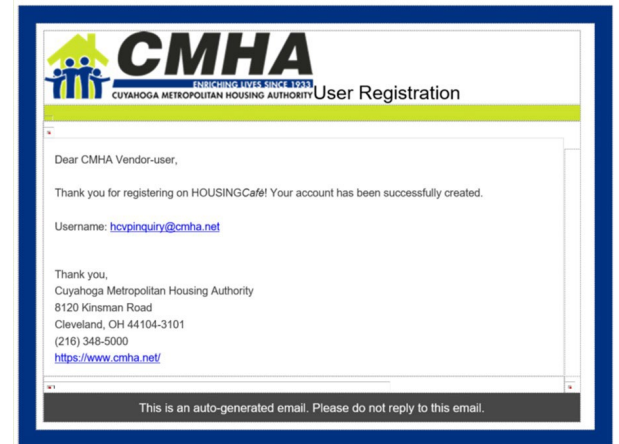 CMHA
ENRICHING LIVES SINCE 1933
CUYAHOGA METROPOLITAN HOUSING AUTHORITY User Registration
Dear CMHA Vendor-user,
Thank you for registering on HOUSINGCafé! Your account has been successfully created.
Username: hcvpinquiry@cmha.net
Thank you,
Cuyahoga Metropolitan Housing Authority
8120 Kinsman Road
Cleveland, OH 44104-3101
(216) 348-5000
https://www.cmha.net/
This is an auto-generated email. Please do not reply to this email.